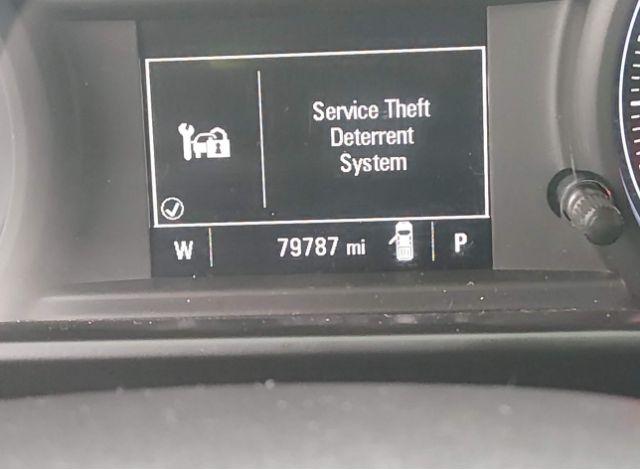 Service Theft
Deterrent
System
W 79787 mi P